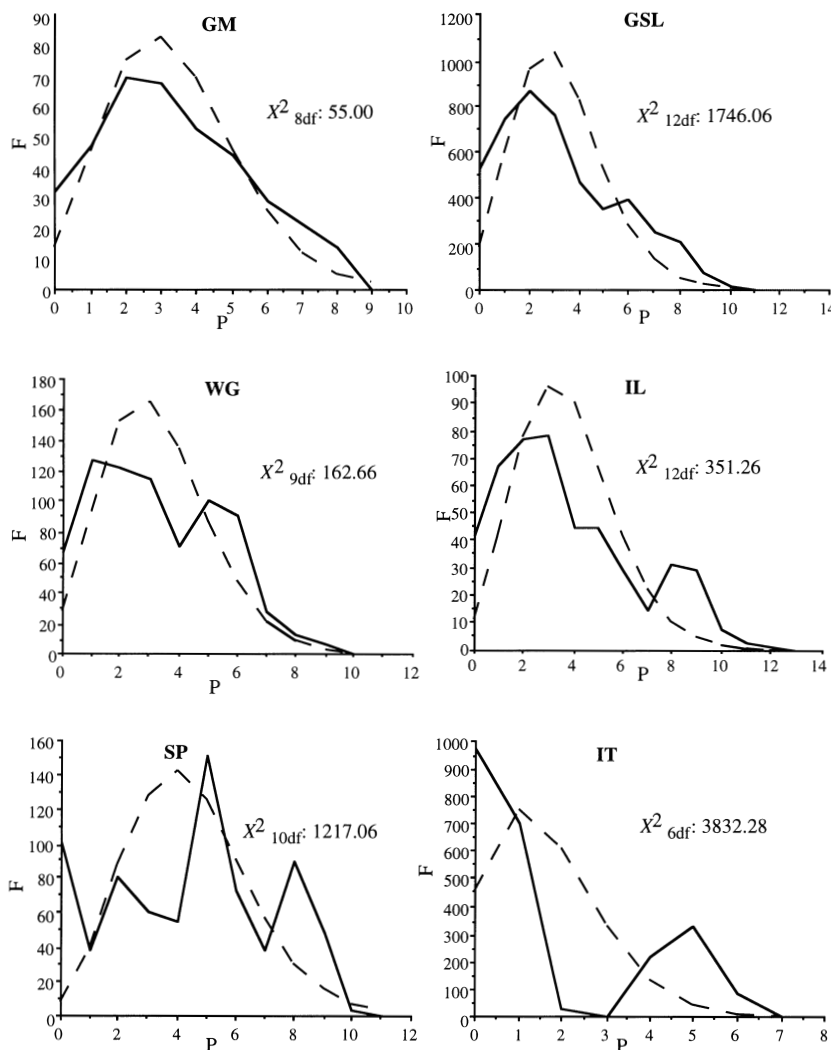 GM
X² 8df: 55.00
F
90
80
70
60
50
40
30
20
10
0
0 1 2 3 4 5 6 7 8 9 10
P
GSL
X² 12df: 1746.06
F
1200
1000
800
600
400
200
0
0 2 4 6 8 10 12 14
P
WG
X² 9df: 162.66
F
180
160
140
120
100
80
60
40
20
0
0 2 4 6 8 10 12
P
IL
X² 12df: 351.26
F
100
90
80
70
60
50
40
30
20
10
0
0 2 4 6 8 10 12 14
P
SP
X² 10df: 1217.06
F
160
140
120
100
80
60
40
20
0
0 2 4 6 8 10 12
P
IT
X² 6df: 3832.28
F
1000
900
800
700
600
500
400
300
200
100
0
0 1 2 3 4 5 6 7 8
P